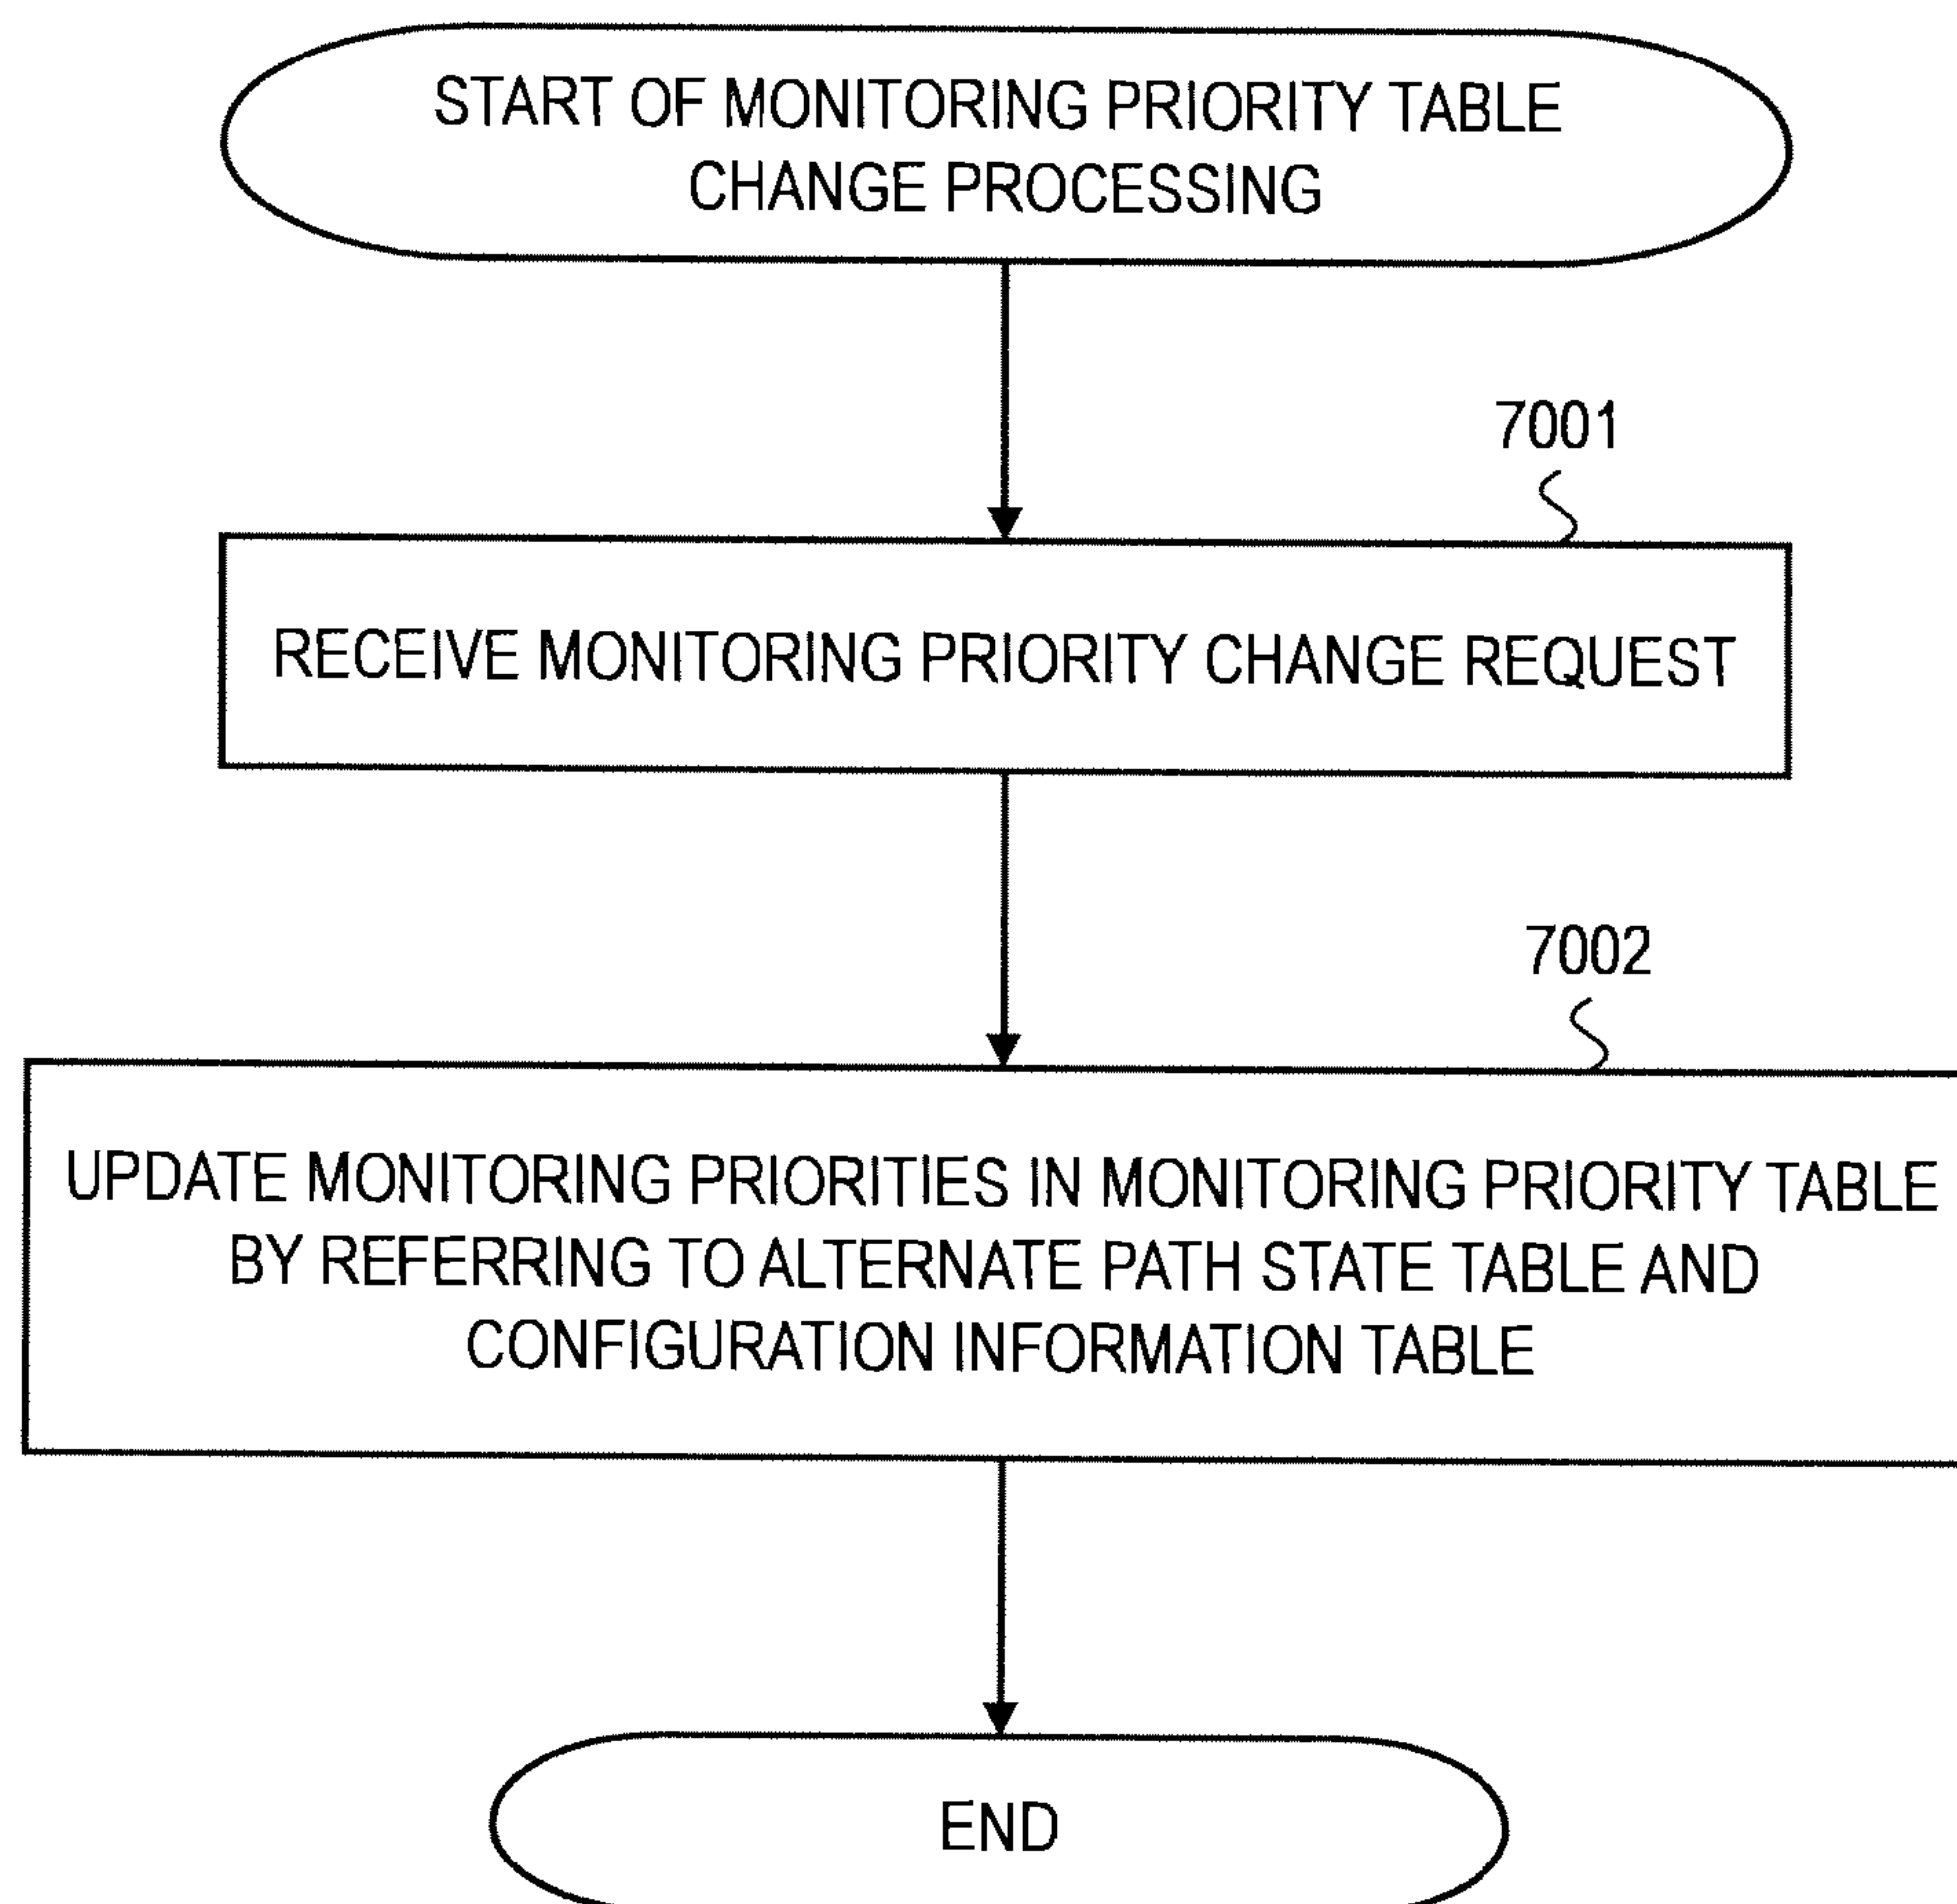 START OF MONITORING PRIORITY TABLE
CHANGE PROCESSING
7001
RECEIVE MONITORING PRIORITY CHANGE REQUEST
7002
UPDATE MONITORING PRIORITIES IN MONITORING PRIORITY TABLE
BY REFERRING TO ALTERNATE PATH STATE TABLE AND
CONFIGURATION INFORMATION TABLE
END